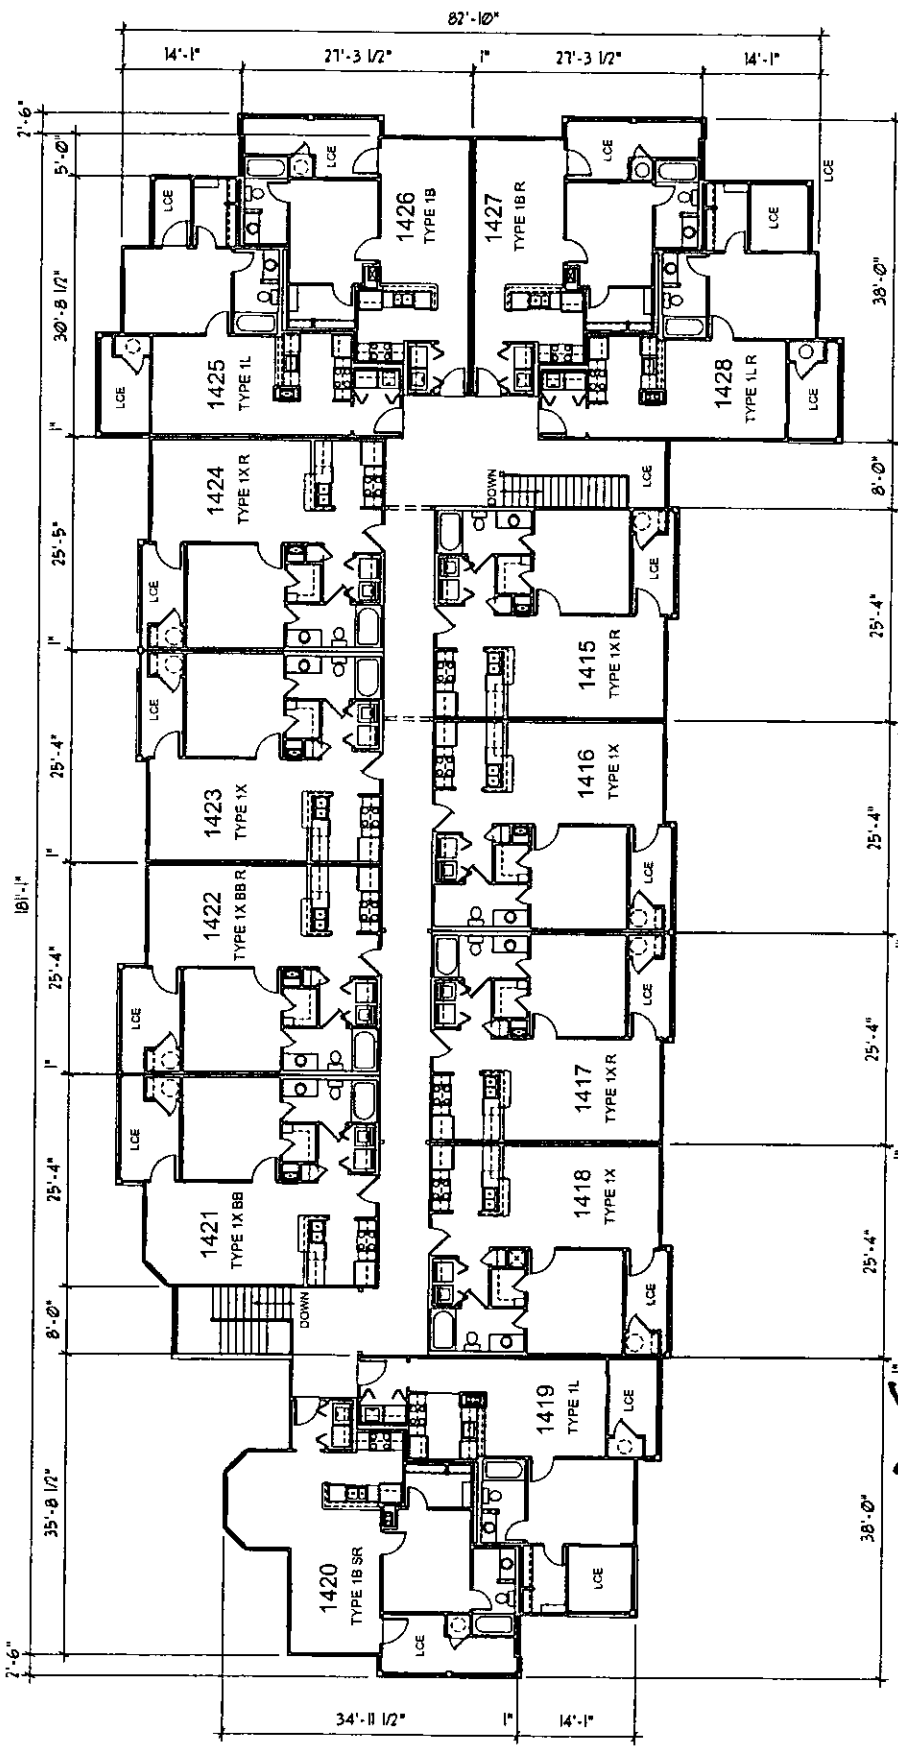 82'-10"
14'-1"
27'-3 1/2"
1"
27'-3 1/2"
14'-1"
2'-6"
5'-0"
30'-8 1/2"
1"
25'-5"
1"
25'-4"
1"
25'-4"
1"
25'-4"
8'-0"
35'-8 1/2"
2'-6"
181'-1"
LCE
LCE
1426
TYPE 1B
1427
TYPE 1B R
LCE
LCE
LCE
38'-0"
LCE
1425
TYPE 1L
1428
TYPE 1L R
LCE
1424
TYPE 1X R
DOWN
LCE
8'-0"
LCE
LCE
25'-4"
LCE
1415
TYPE 1X R
1423
TYPE 1X
1416
TYPE 1X
25'-4"
LCE
1422
TYPE 1X BB R
LCE
LCE
25'-4"
LCE
1417
TYPE 1X R
1"
1421
TYPE 1X BB
1418
TYPE 1X
25'-4"
DOWN
LCE
1"
1419
TYPE 1L
LCE
38'-0"
1420
TYPE 1B SR
LCE
LCE
34'-11 1/2"
1"
14'-1"